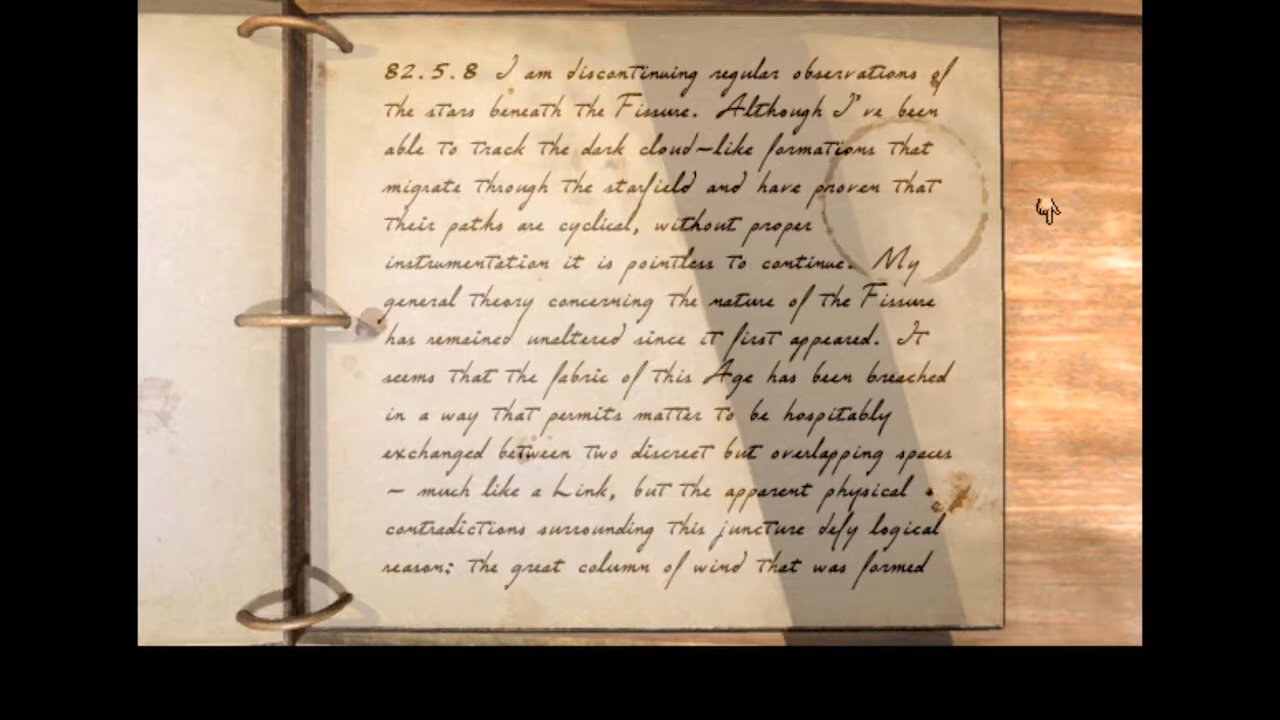 82.5.8 I am discontinuing regular observations of
the stars beneath the Fissure. Although I've been
able to track the dark cloud-like formations that
migrate through the starfield and have proven that
their paths are cyclical, without proper
instrumentation it is pointless to continue. My
general theory concerning the nature of the Fissure
has remained unaltered since it first appeared. It
seems that the fabric of this Age has been breached
in a way that permits matter to be hospitably
exchanged between two discreet but overlapping spaces
- much like a Link, but the apparent physical
contradictions surrounding this juncture defy logical
reason: the great column of wind that was formed